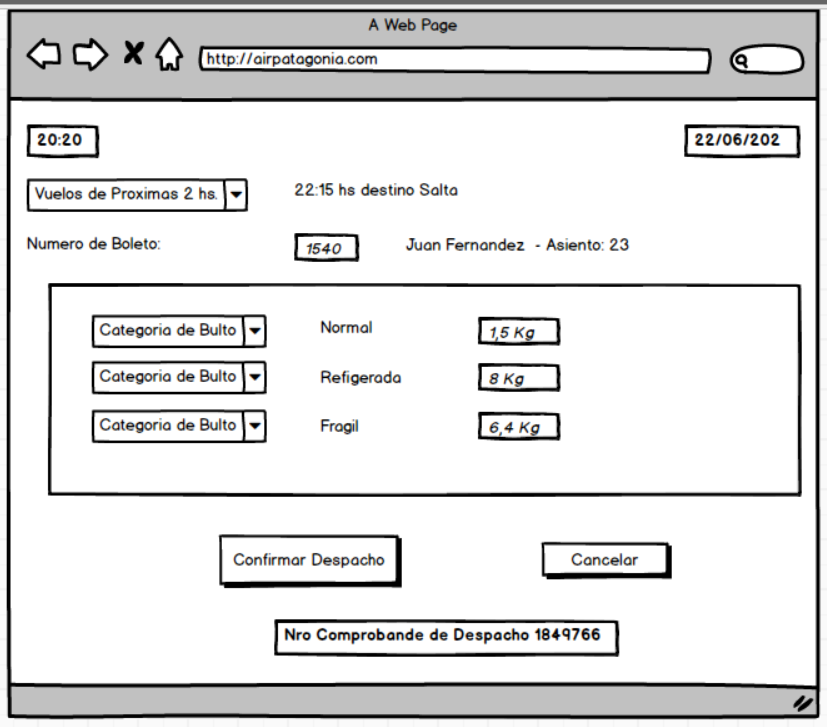 A Web Page
http://airpatagonia.com
20:20
22/06/202
Vuelos de Proximas 2 hs.
22:15 hs destino Salta
Numero de Boleto:
1540
Juan Fernandez - Asiento: 23
Categoria de Bulto
Normal
1,5 Kg
Categoria de Bulto
Refigerada
8 Kg
Categoria de Bulto
Fragil
6,4 Kg
Confirmar Despacho
Cancelar
Nro Comprobande de Despacho 1849766